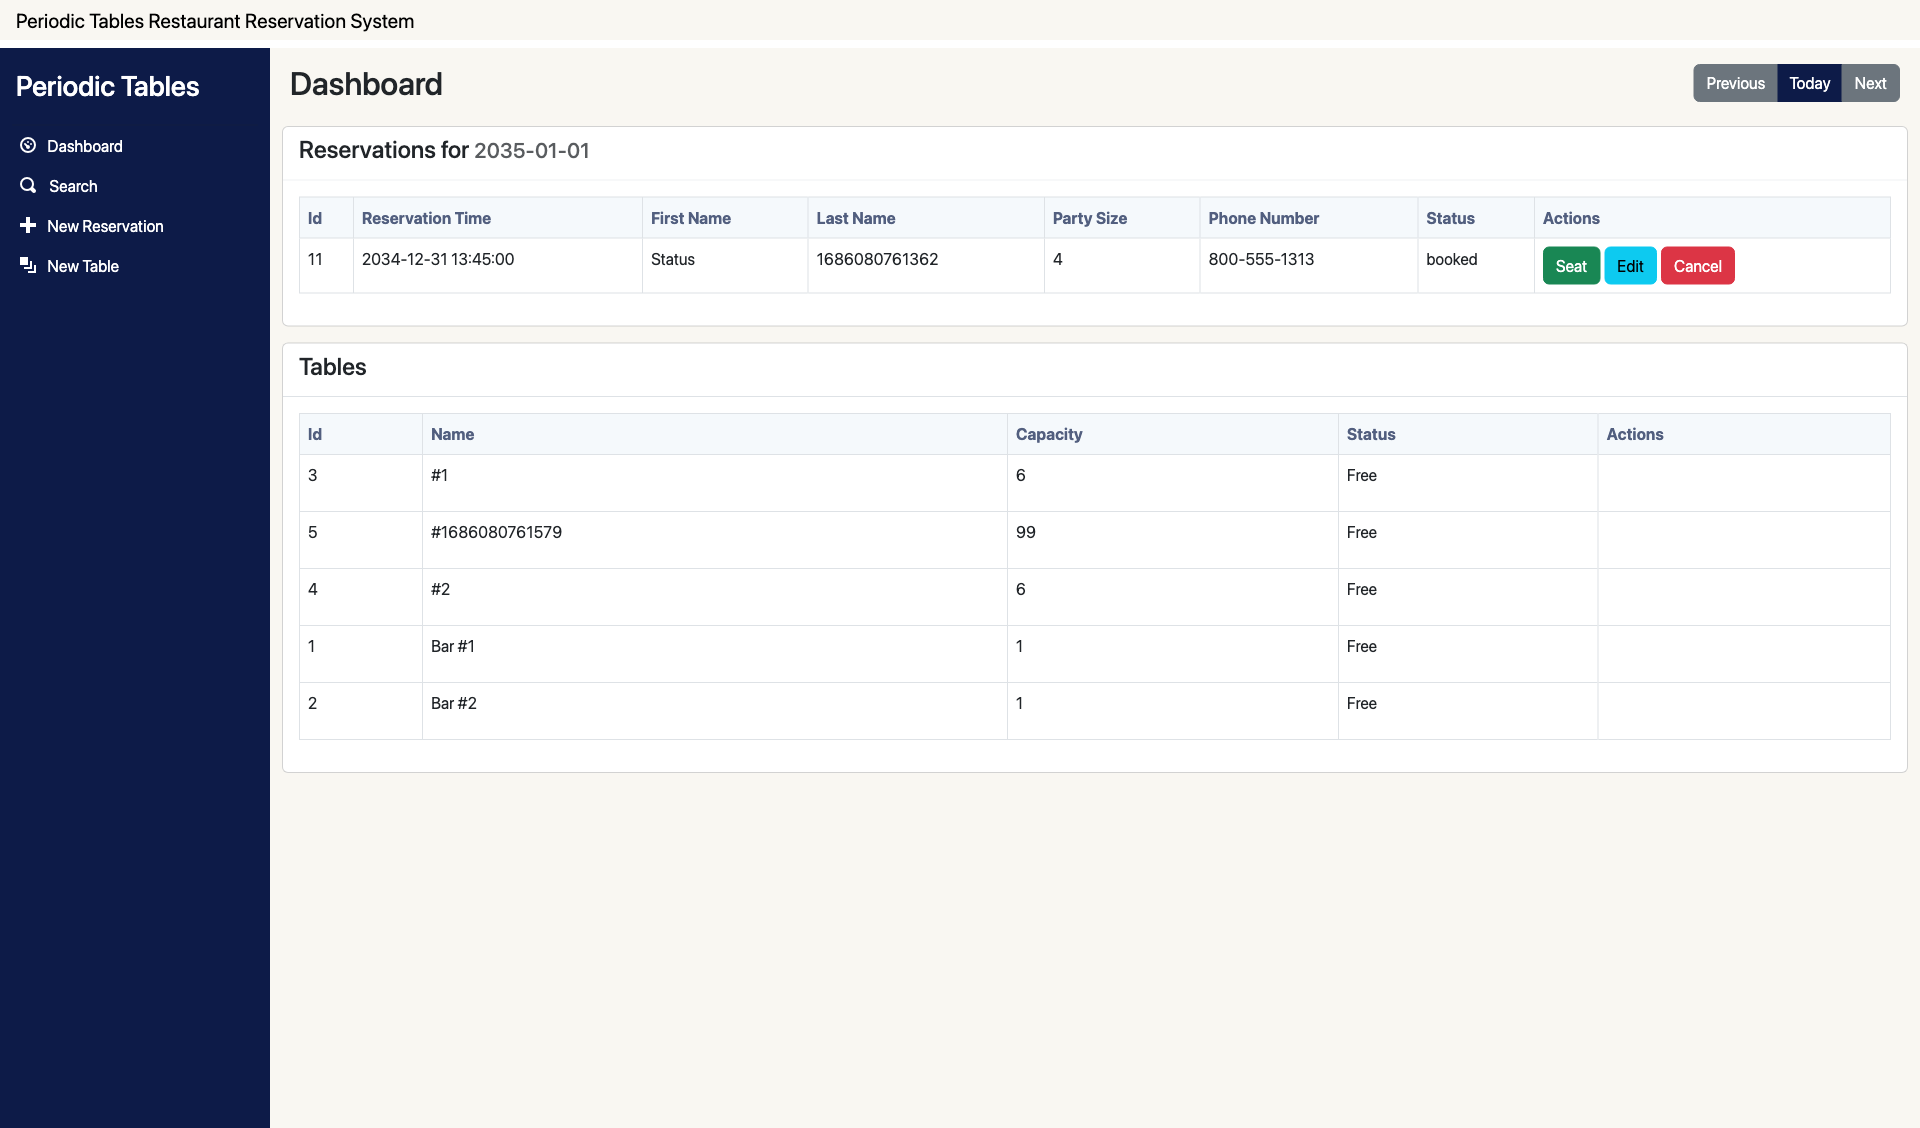 Periodic Tables Restaurant Reservation System
Periodic Tables
Dashboard
Search
New Reservation
New Table
Dashboard
Previous Today Next
Reservations for 2035-01-01
Id Reservation Time First Name Last Name Party Size Phone Number Status Actions
11 2034-12-31 13:45:00 Status 1686080761362 4 800-555-1313 booked Seat Edit Cancel
Tables
Id Name Capacity Status Actions
3 #1 6 Free
5 #1686080761579 99 Free
4 #2 6 Free
1 Bar #1 1 Free
2 Bar #2 1 Free